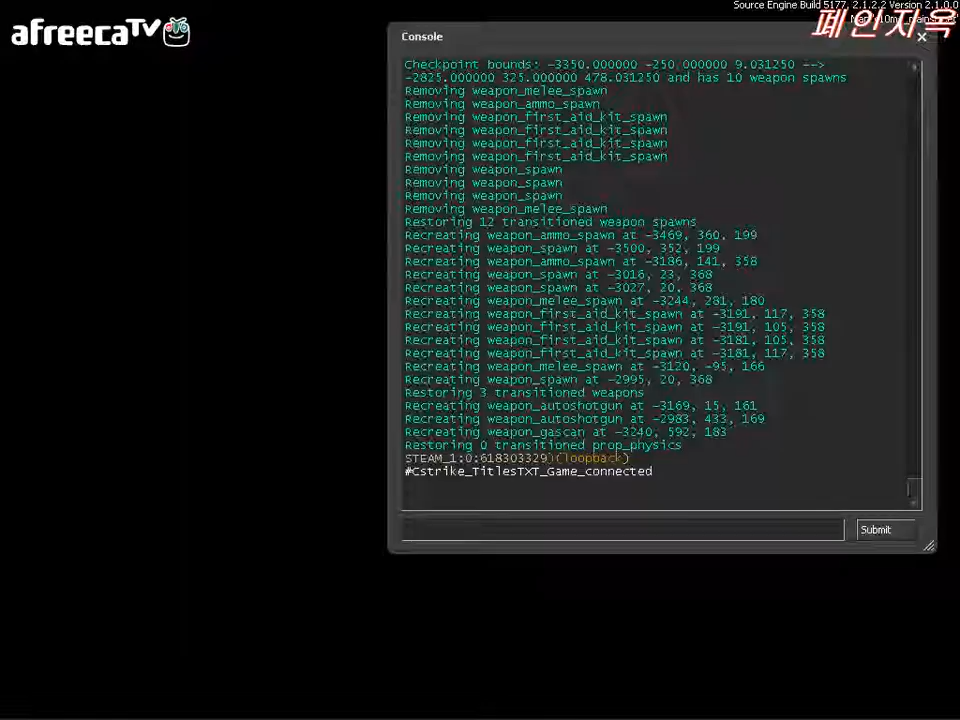 Source Engine Build 5177, 2.1.2.2 Version 2.1.0.0
afreecaTV
페인지옥
Console
Checkpoint bounds: -3350.000000 -250.000000 9.031250 -->
-2825.000000 325.000000 478.031250 and has 10 weapon spawns
Removing weapon_melee_spawn
Removing weapon_ammo_spawn
Removing weapon_first_aid_kit_spawn
Removing weapon_first_aid_kit_spawn
Removing weapon_first_aid_kit_spawn
Removing weapon_first_aid_kit_spawn
Removing weapon_spawn
Removing weapon_spawn
Removing weapon_spawn
Removing weapon_melee_spawn
Restoring 12 transitioned weapon spawns
Recreating weapon_ammo_spawn at -3469, 360, 199
Recreating weapon_spawn at -3500, 352, 199
Recreating weapon_ammo_spawn at -3186, 141, 358
Recreating weapon_spawn at -3016, 23, 368
Recreating weapon_spawn at -3027, 20, 368
Recreating weapon_melee_spawn at -3244, 281, 180
Recreating weapon_first_aid_kit_spawn at -3191, 117, 358
Recreating weapon_first_aid_kit_spawn at -3191, 105, 358
Recreating weapon_first_aid_kit_spawn at -3181, 105, 358
Recreating weapon_first_aid_kit_spawn at -3181, 117, 358
Recreating weapon_melee_spawn at -3120, -95, 166
Recreating weapon_spawn at -2995, 20, 368
Restoring 3 transitioned weapons
Recreating weapon_autoshotgun at -3169, 15, 161
Recreating weapon_autoshotgun at -2983, 433, 169
Recreating weapon_gascan at -3240, 592, 183
Restoring 0 transitioned prop_physics
STEAM_1:0:618303329 (loopback)
#Cstrike_TitlesTXT_Game_connected
Submit